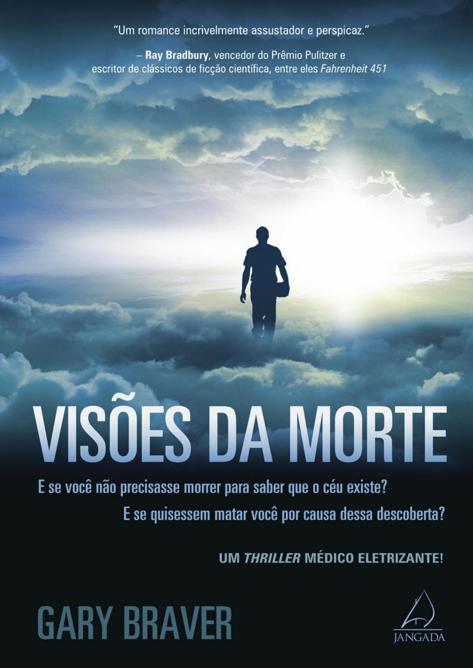 “Um romance incrivelmente assustador e perspicaz.”
– Ray Bradbury, vencedor do Prêmio Pulitzer e
escritor de clássicos de ficção científica, entre eles Fahrenheit 451
VISÕES DA MORTE
E se você não precisasse morrer para saber que o céu existe?
E se quisessem matar você por causa dessa descoberta?
UM THRILLER MÉDICO ELETRIZANTE!
GARY BRAVER
JANGADA